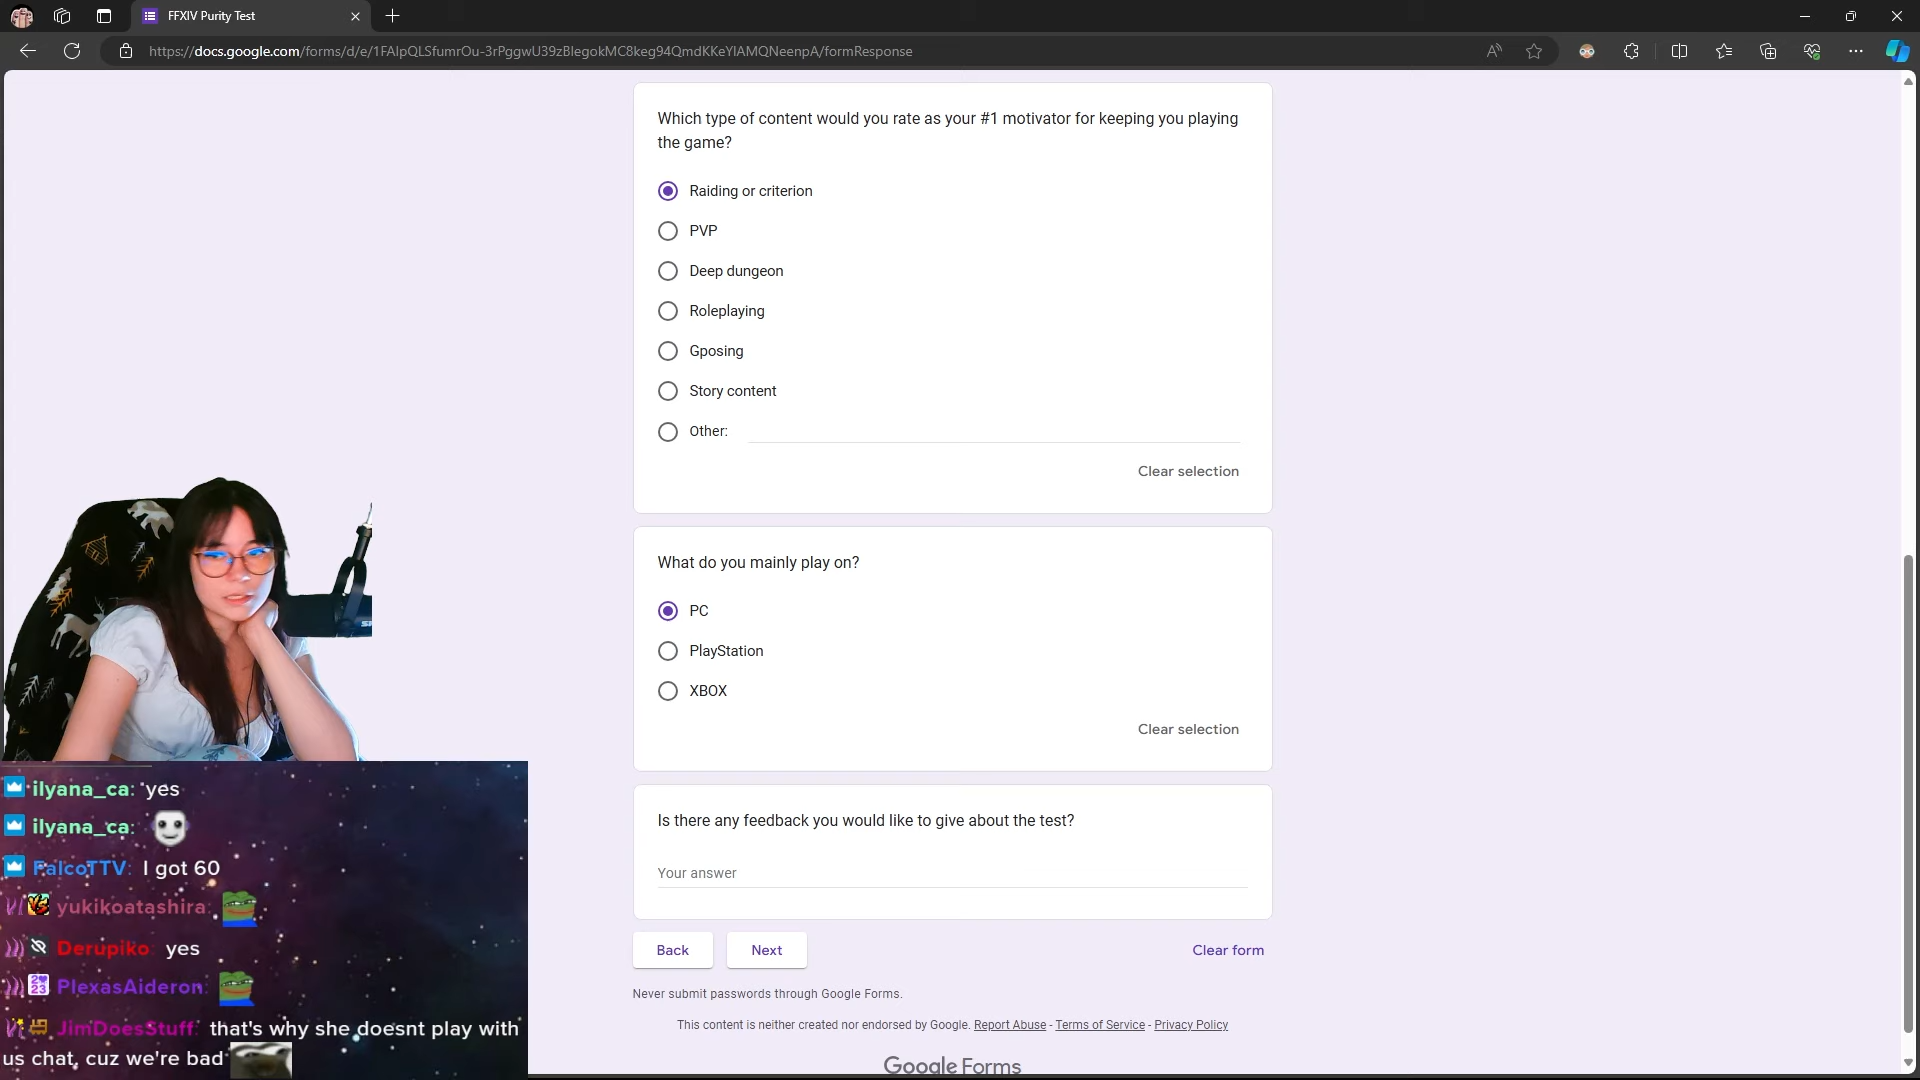 FFXIV Purity Test
https://docs.google.com/forms/d/e/1FAIpQLSfumrOu-3rPggwU39zBlegokMC8keg94QmdKKeYIAMQNeenpA/formResponse
Which type of content would you rate as your #1 motivator for keeping you playing
the game?
Raiding or criterion
PVP
Deep dungeon
Roleplaying
Gposing
Story content
Other:
Clear selection
What do you mainly play on?
PC
PlayStation
XBOX
Clear selection
Is there any feedback you would like to give about the test?
Your answer
Back Next Clear form
Never submit passwords through Google Forms.
This content is neither created nor endorsed by Google. Report Abuse - Terms of Service - Privacy Policy
Google Forms
ilyana_ca: yes
ilyana_ca:
FalcoTTV: I got 60
yukikoatashira:
Derupiko: yes
PlexasAideron:
JimDoesStuff: that's why she doesnt play with
us chat, cuz we're bad